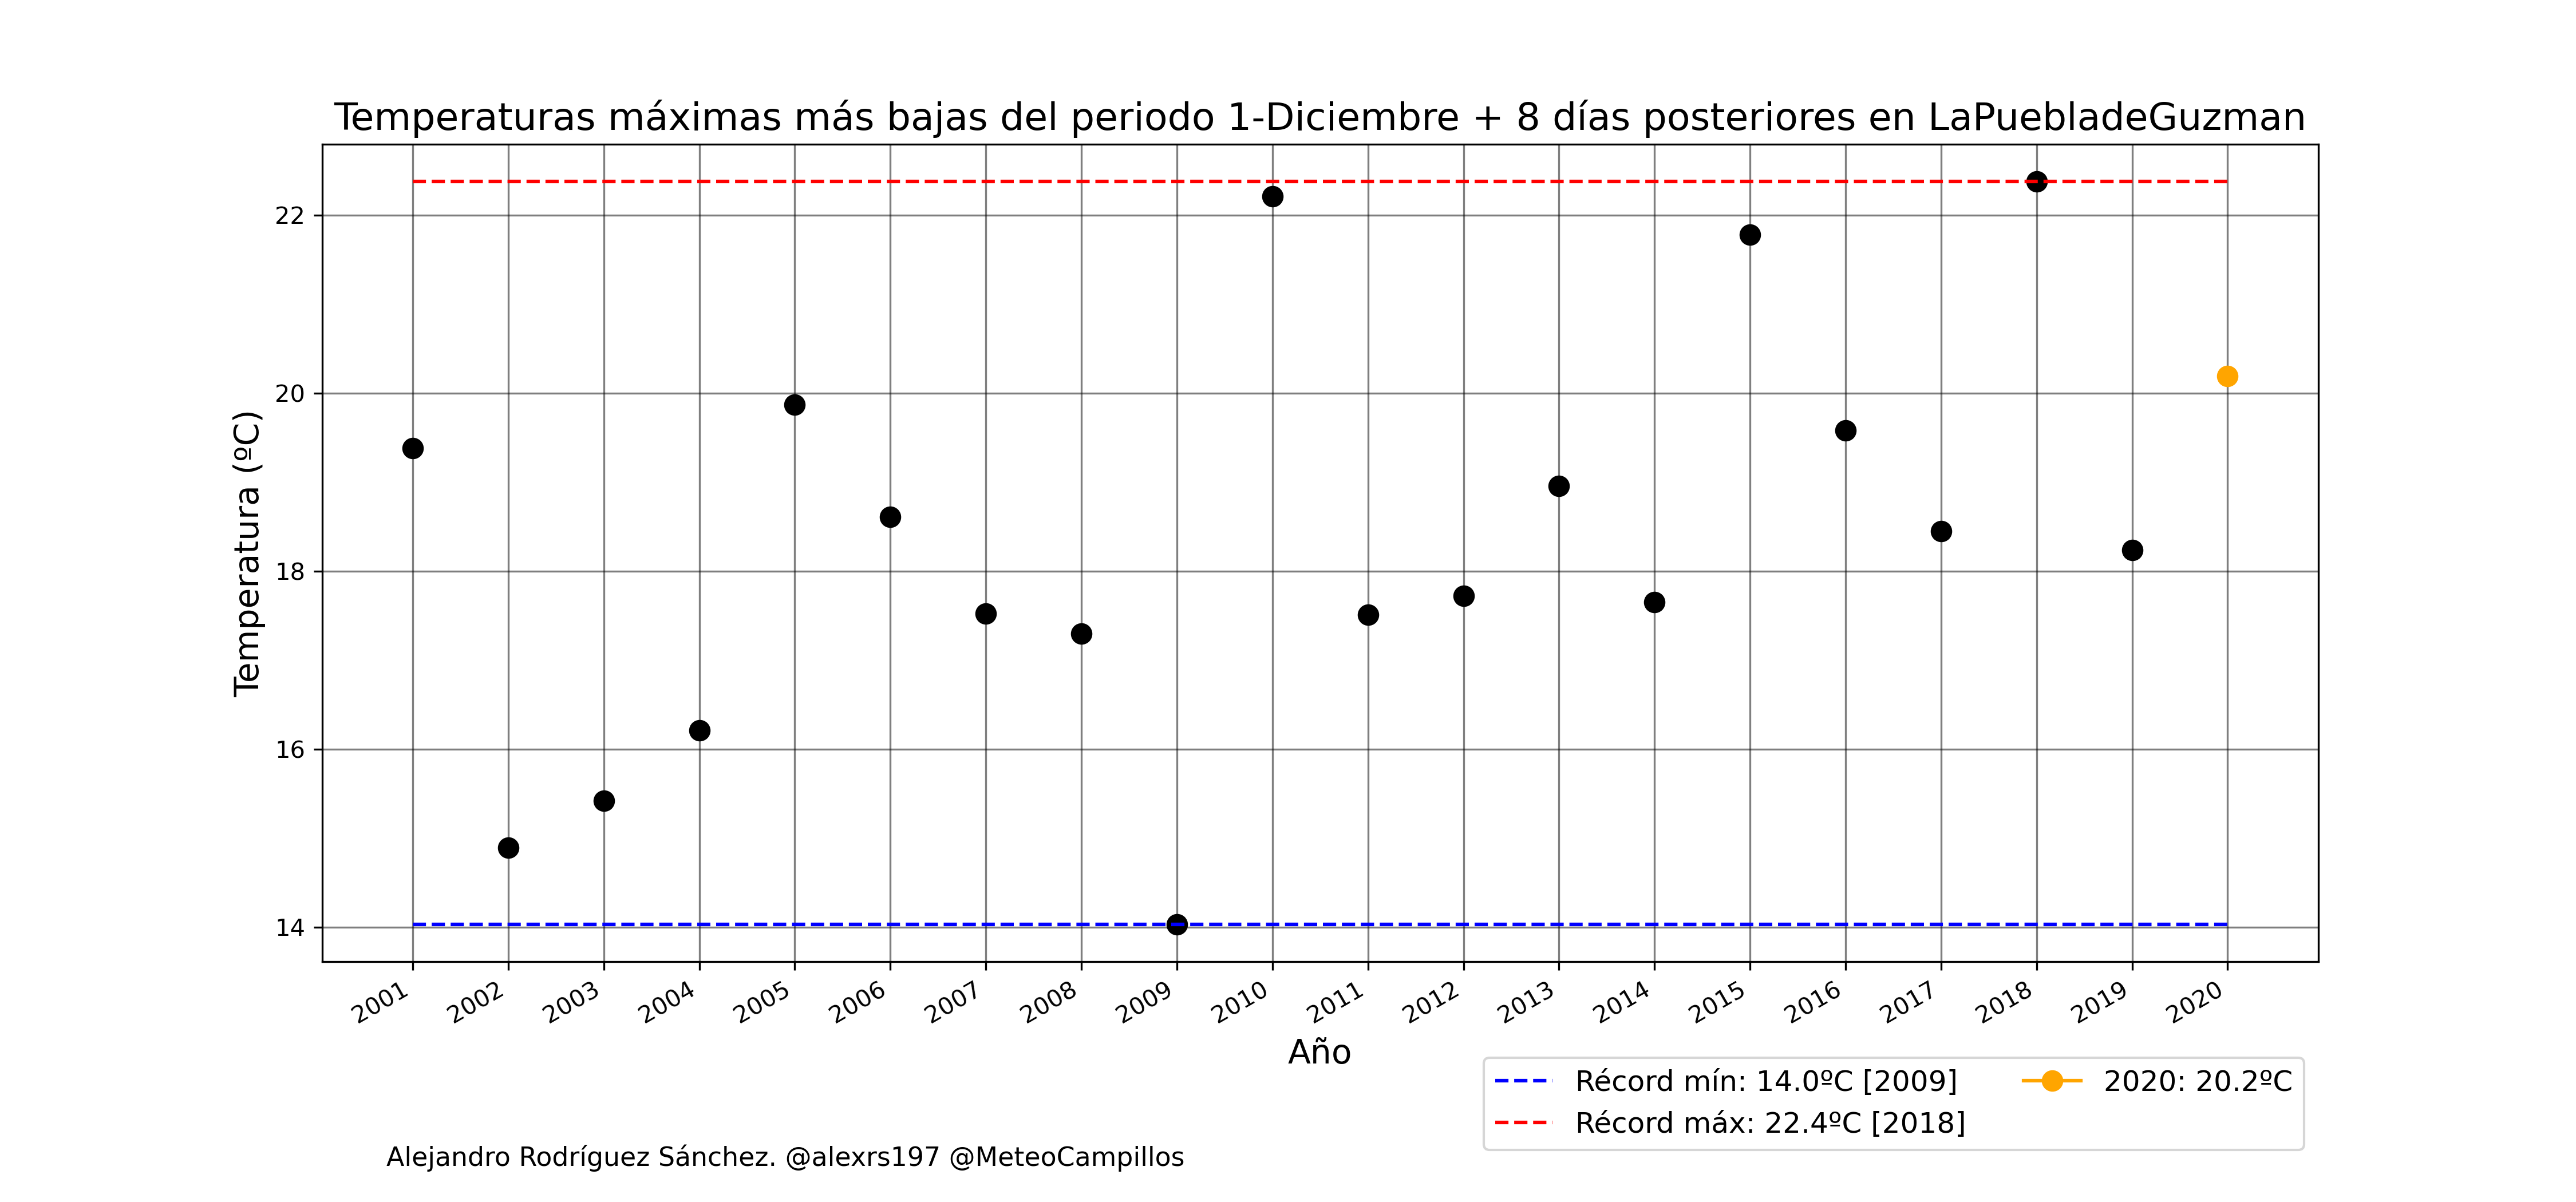 Temperaturas máximas más bajas del periodo 1-Diciembre + 8 días posteriores en LaPuebladeGuzman
Temperatura (ºC)
22
20
18
16
14
2001 2002 2003 2004 2005 2006 2007 2008 2009 2010 2011 2012 2013 2014 2015 2016 2017 2018 2019 2020
Año
Récord mín: 14.0ºC [2009]
Récord máx: 22.4ºC [2018]
2020: 20.2ºC
Alejandro Rodríguez Sánchez. @alexrs197 @MeteoCampillos